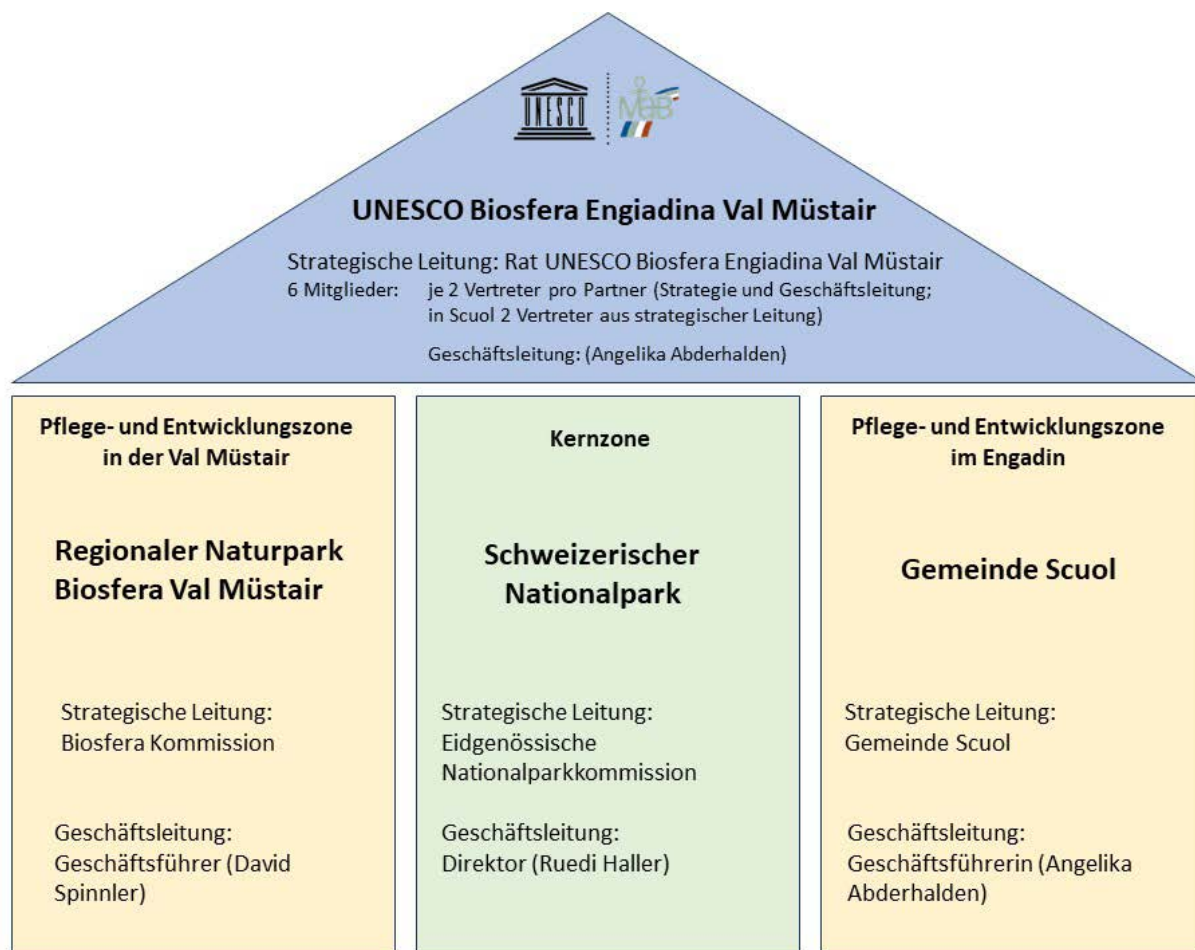 UNESCO
MaB
UNESCO Biosfera Engiadina Val Müstair
Strategische Leitung: Rat UNESCO Biosfera Engiadina Val Müstair
6 Mitglieder: je 2 Vertreter pro Partner (Strategie und Geschäftsleitung;
in Scuol 2 Vertreter aus strategischer Leitung)
Geschäftsleitung: (Angelika Abderhalden)
Pflege- und Entwicklungszone
in der Val Müstair
Regionaler Naturpark
Biosfera Val Müstair
Strategische Leitung:
Biosfera Kommission
Geschäftsleitung:
Geschäftsführer (David
Spinnler)
Kernzone
Schweizerischer
Nationalpark
Strategische Leitung:
Eidgenössische
Nationalparkkommission
Geschäftsleitung:
Direktor (Ruedi Haller)
Pflege- und Entwicklungszone
im Engadin
Gemeinde Scuol
Strategische Leitung:
Gemeinde Scuol
Geschäftsleitung:
Geschäftsführerin (Angelika
Abderhalden)